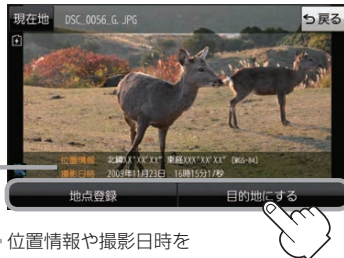 現在地 DSC_0056_G.JPG 戻る
位置情報 北緯XX°XX'XX" 東経XXX°XX'XX" [WGS-84]
撮影日時 2009年11月23日 16時15分1/秒
地点登録 目的地にする
位置情報や撮影日時を